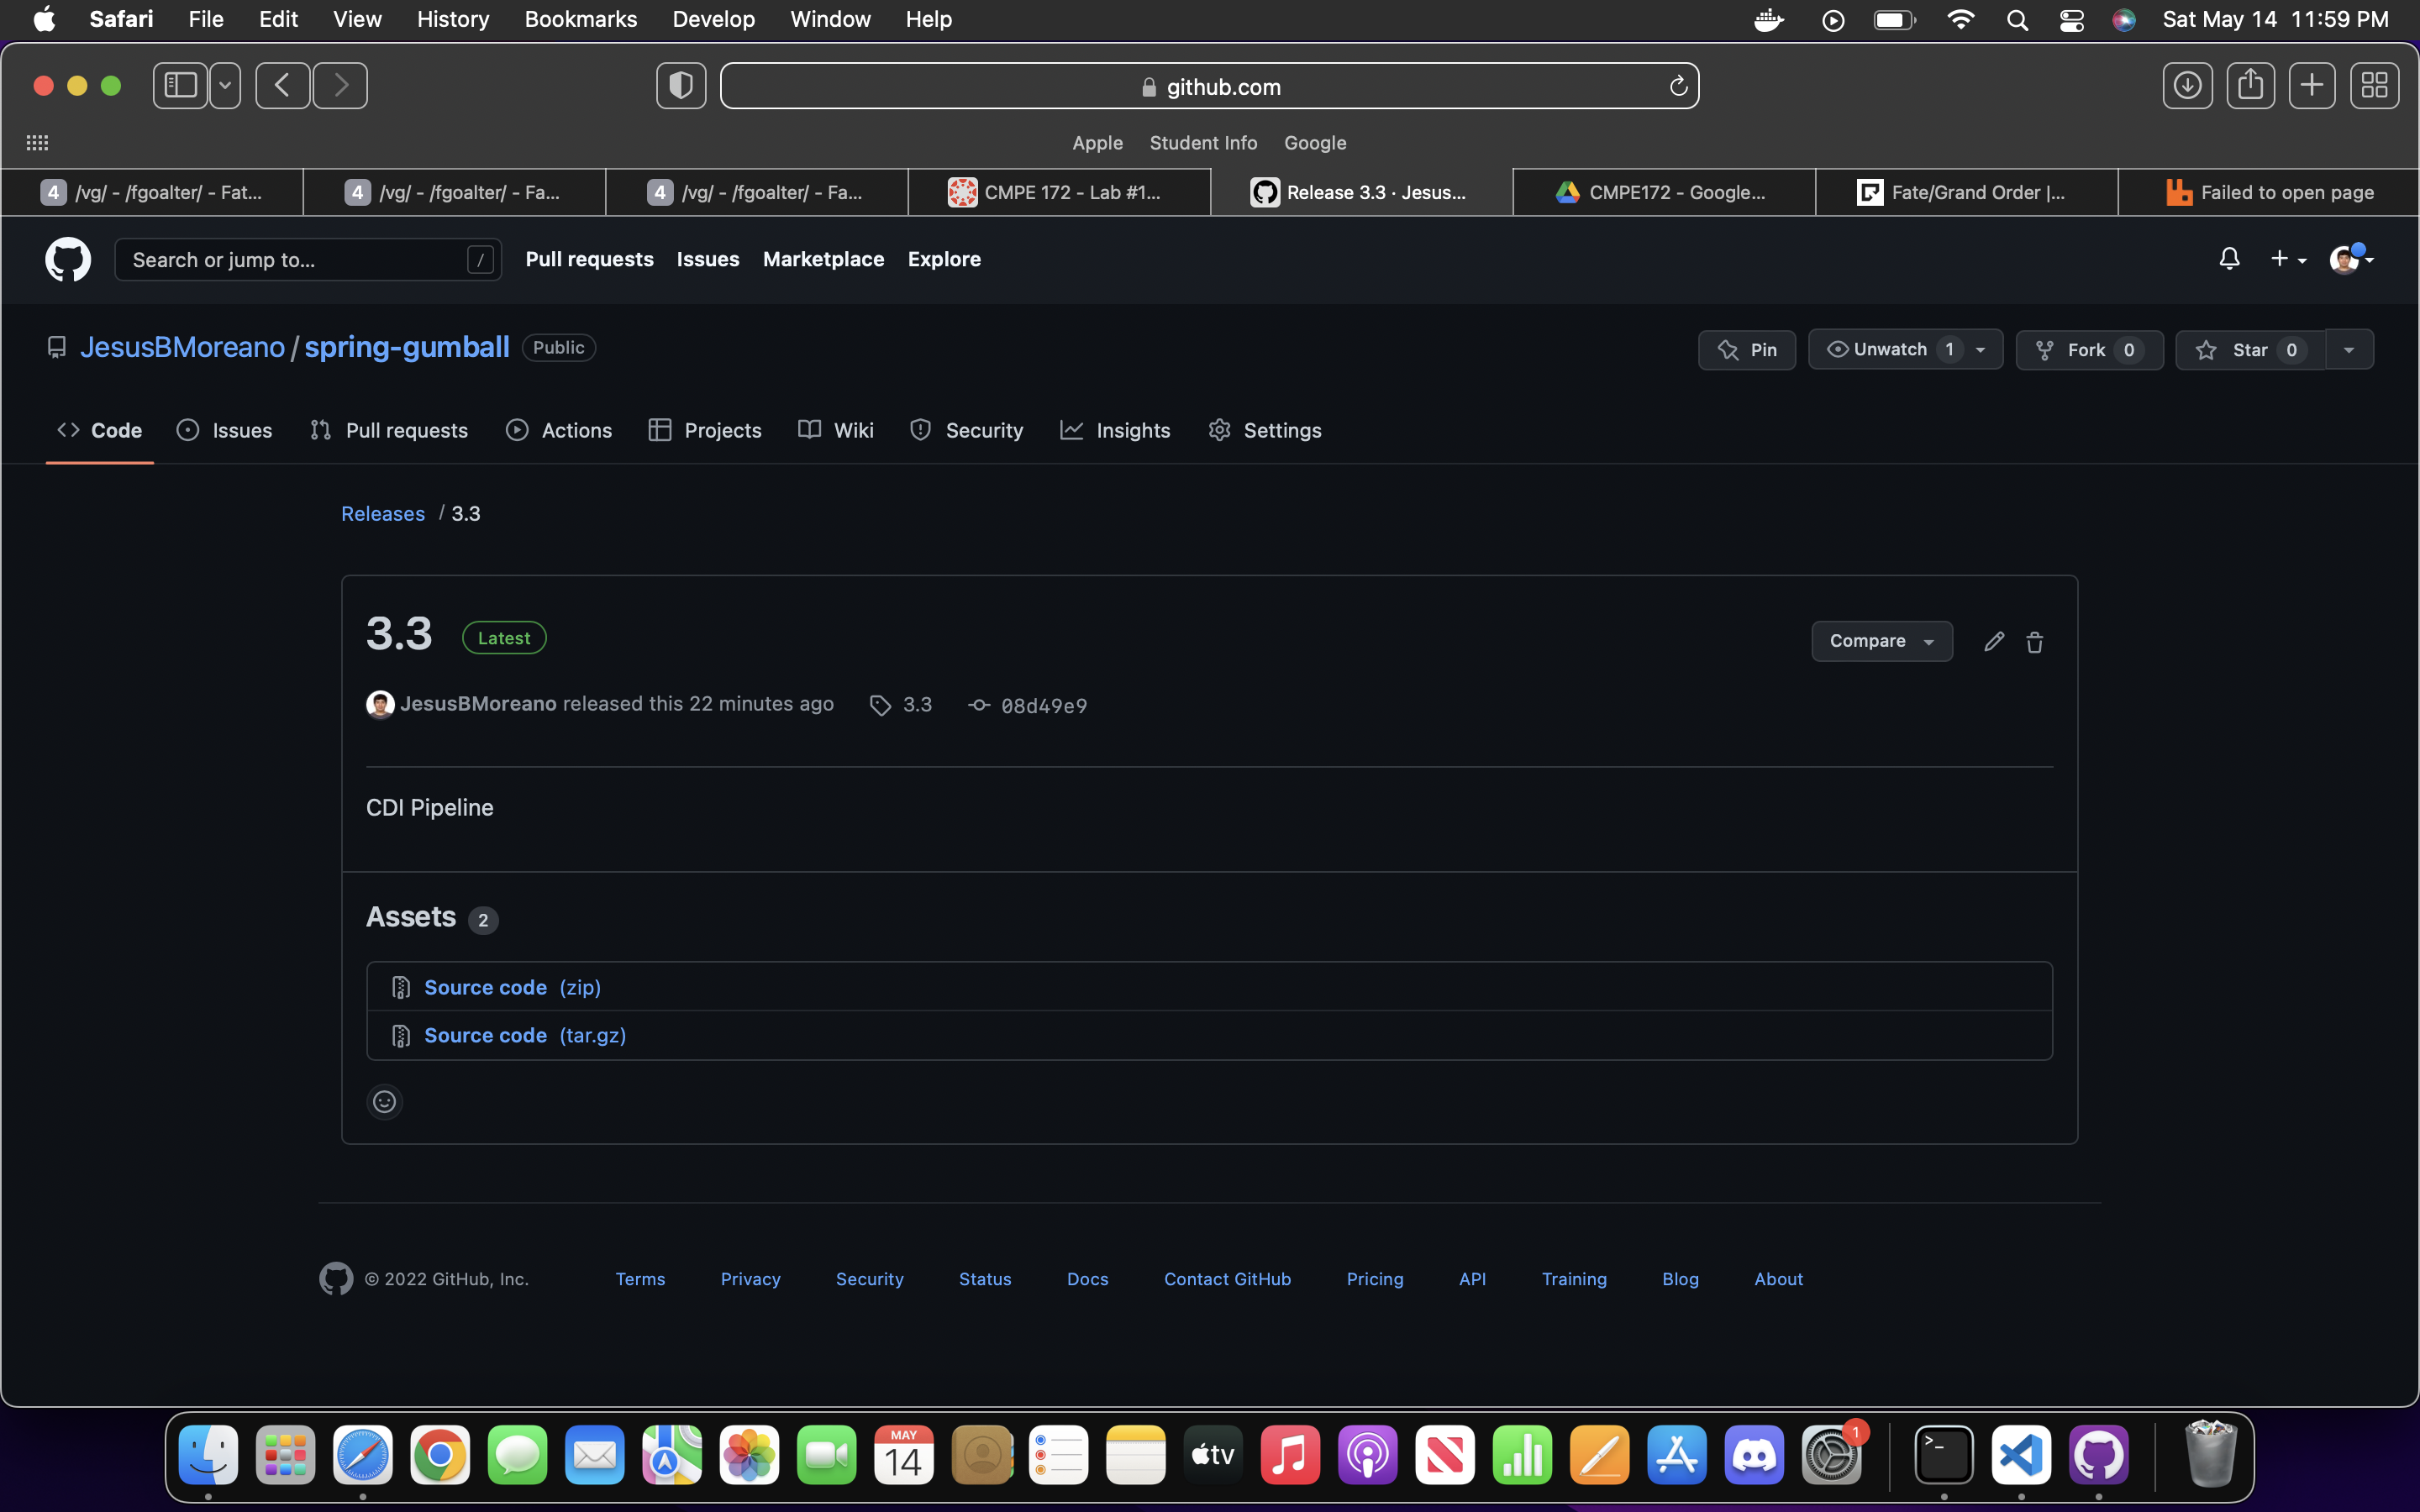 Safari File Edit View History Bookmarks Develop Window Help Sat May 14 11:59 PM
github.com
Apple Student Info Google
4 /vg/ - /fgoalter/ - Fat... 4 /vg/ - /fgoalter/ - Fa... 4 /vg/ - /fgoalter/ - Fa... CMPE 172 - Lab #1... Release 3.3 · Jesus... CMPE172 - Google... Fate/Grand Order |... Failed to open page
Search or jump to... / Pull requests Issues Marketplace Explore
JesusBMoreano / spring-gumball Public Pin Unwatch 1 Fork 0 Star 0
Code Issues Pull requests Actions Projects Wiki Security Insights Settings
Releases / 3.3
3.3 Latest Compare
JesusBMoreano released this 22 minutes ago 3.3 08d49e9
CDI Pipeline
Assets 2
Source code (zip)
Source code (tar.gz)
© 2022 GitHub, Inc. Terms Privacy Security Status Docs Contact GitHub Pricing API Training Blog About
MAY
14
tv
1
>_